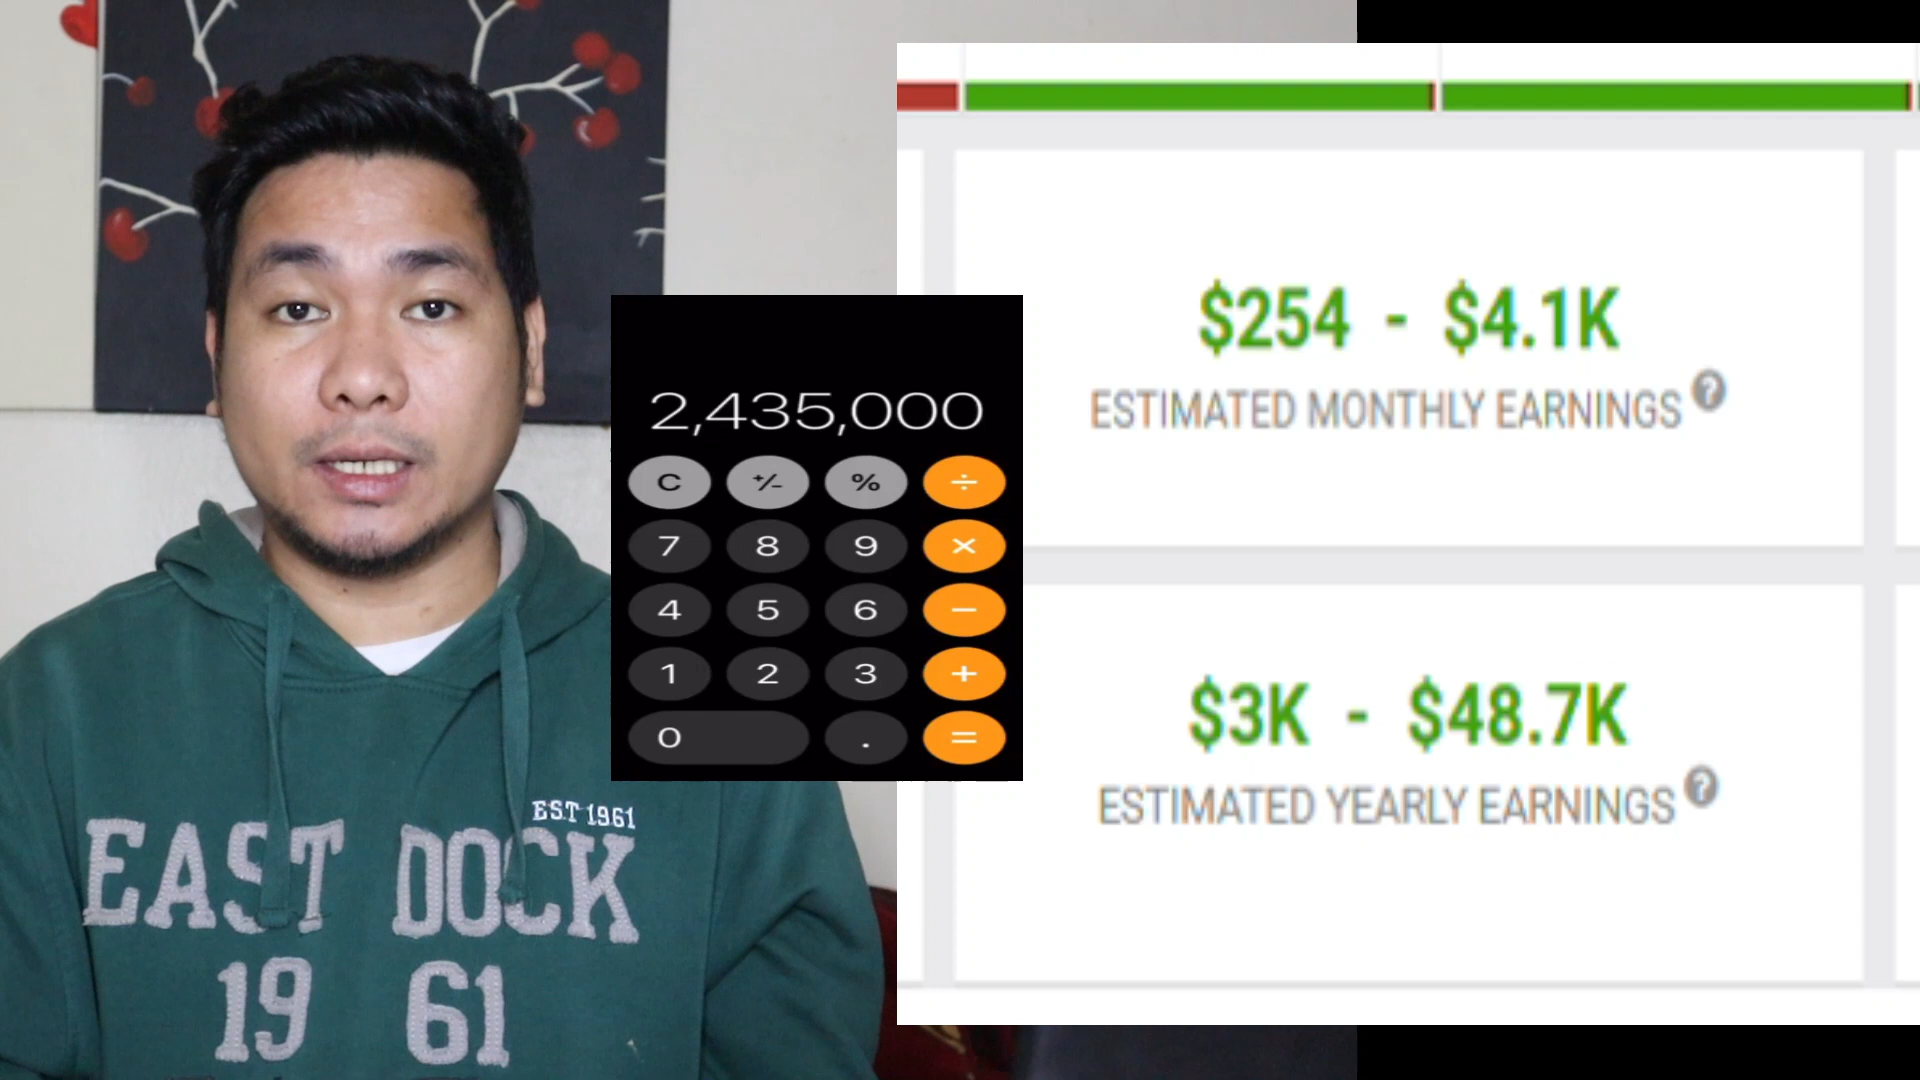 $254 - $4.1K
ESTIMATED MONTHLY EARNINGS ?
$3K - $48.7K
ESTIMATED YEARLY EARNINGS ?
2,435,000
C +/- % ÷
7 8 9 ×
4 5 6 −
1 2 3 +
0 . =
EST 1961
EAST DOCK
19 61